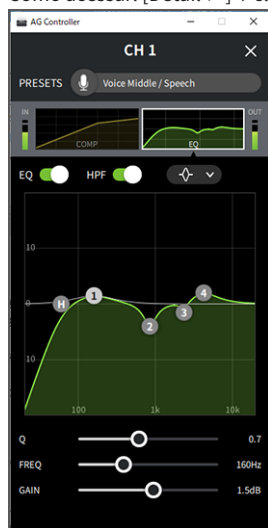 AG Controller
CH 1
PRESETS Voice Middle / Speech
IN OUT
COMP EQ
EQ HPF
10
0
10
H 1 2 3 4
100 1k 10k
Q 0.7
FREQ 160Hz
GAIN 1.5dB